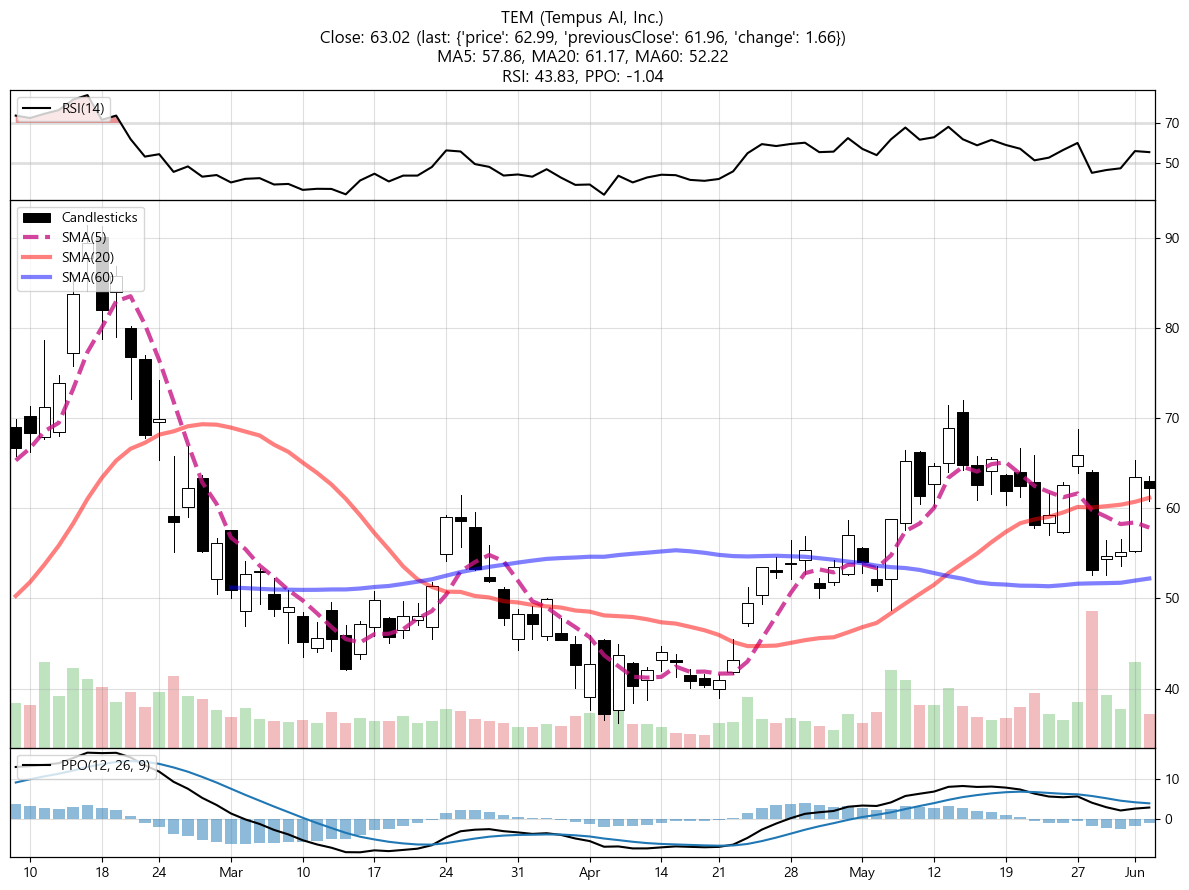 TEM (Tempus AI, Inc.)
Close: 63.02 (last: {'price': 62.99, 'previousClose': 61.96, 'change': 1.66})
MA5: 57.86, MA20: 61.17, MA60: 52.22
RSI: 43.83, PPO: -1.04
RSI(14)
70
50
Candlesticks
SMA(5)
SMA(20)
SMA(60)
90
80
70
60
50
40
PPO(12, 26, 9)
10
0
10 18 24 Mar 10 17 24 31 Apr 14 21 28 May 12 19 27 Jun